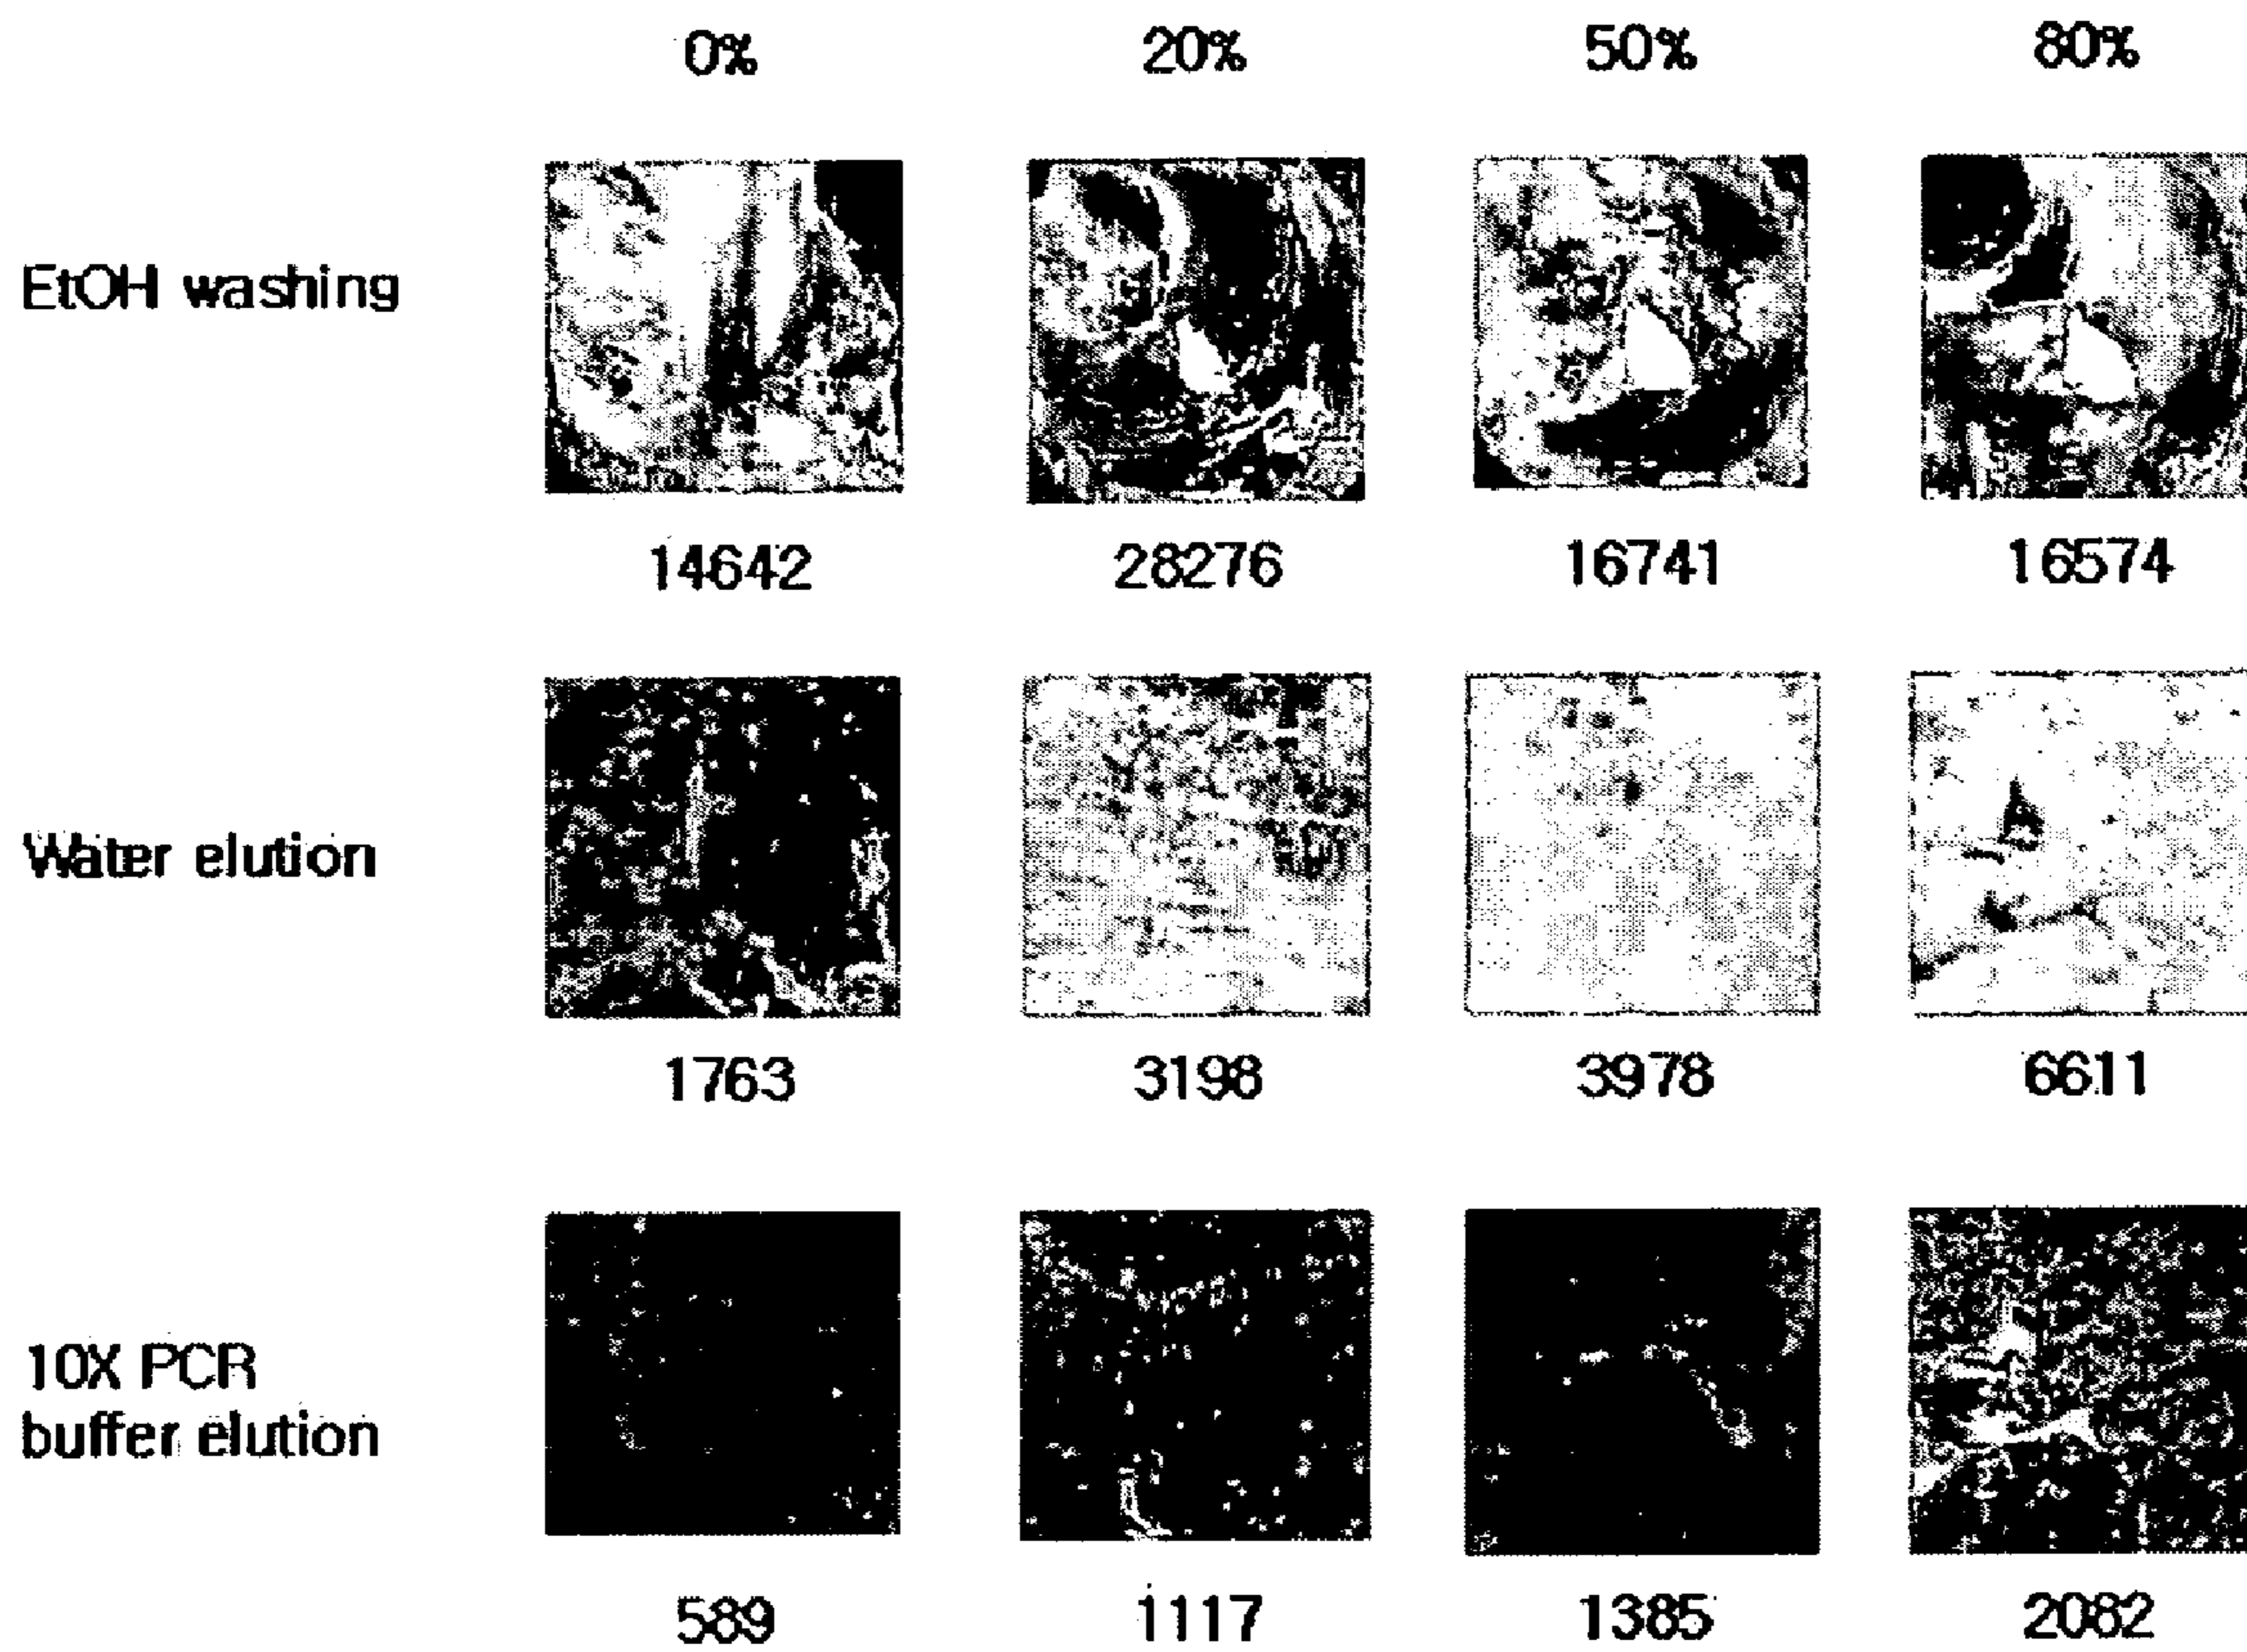 0% 20% 50% 80%
EtOH washing
14642 28276 16741 16574
Water elution
1763 3198 3978 6611
10X PCR
buffer elution
589 1117 1385 2082